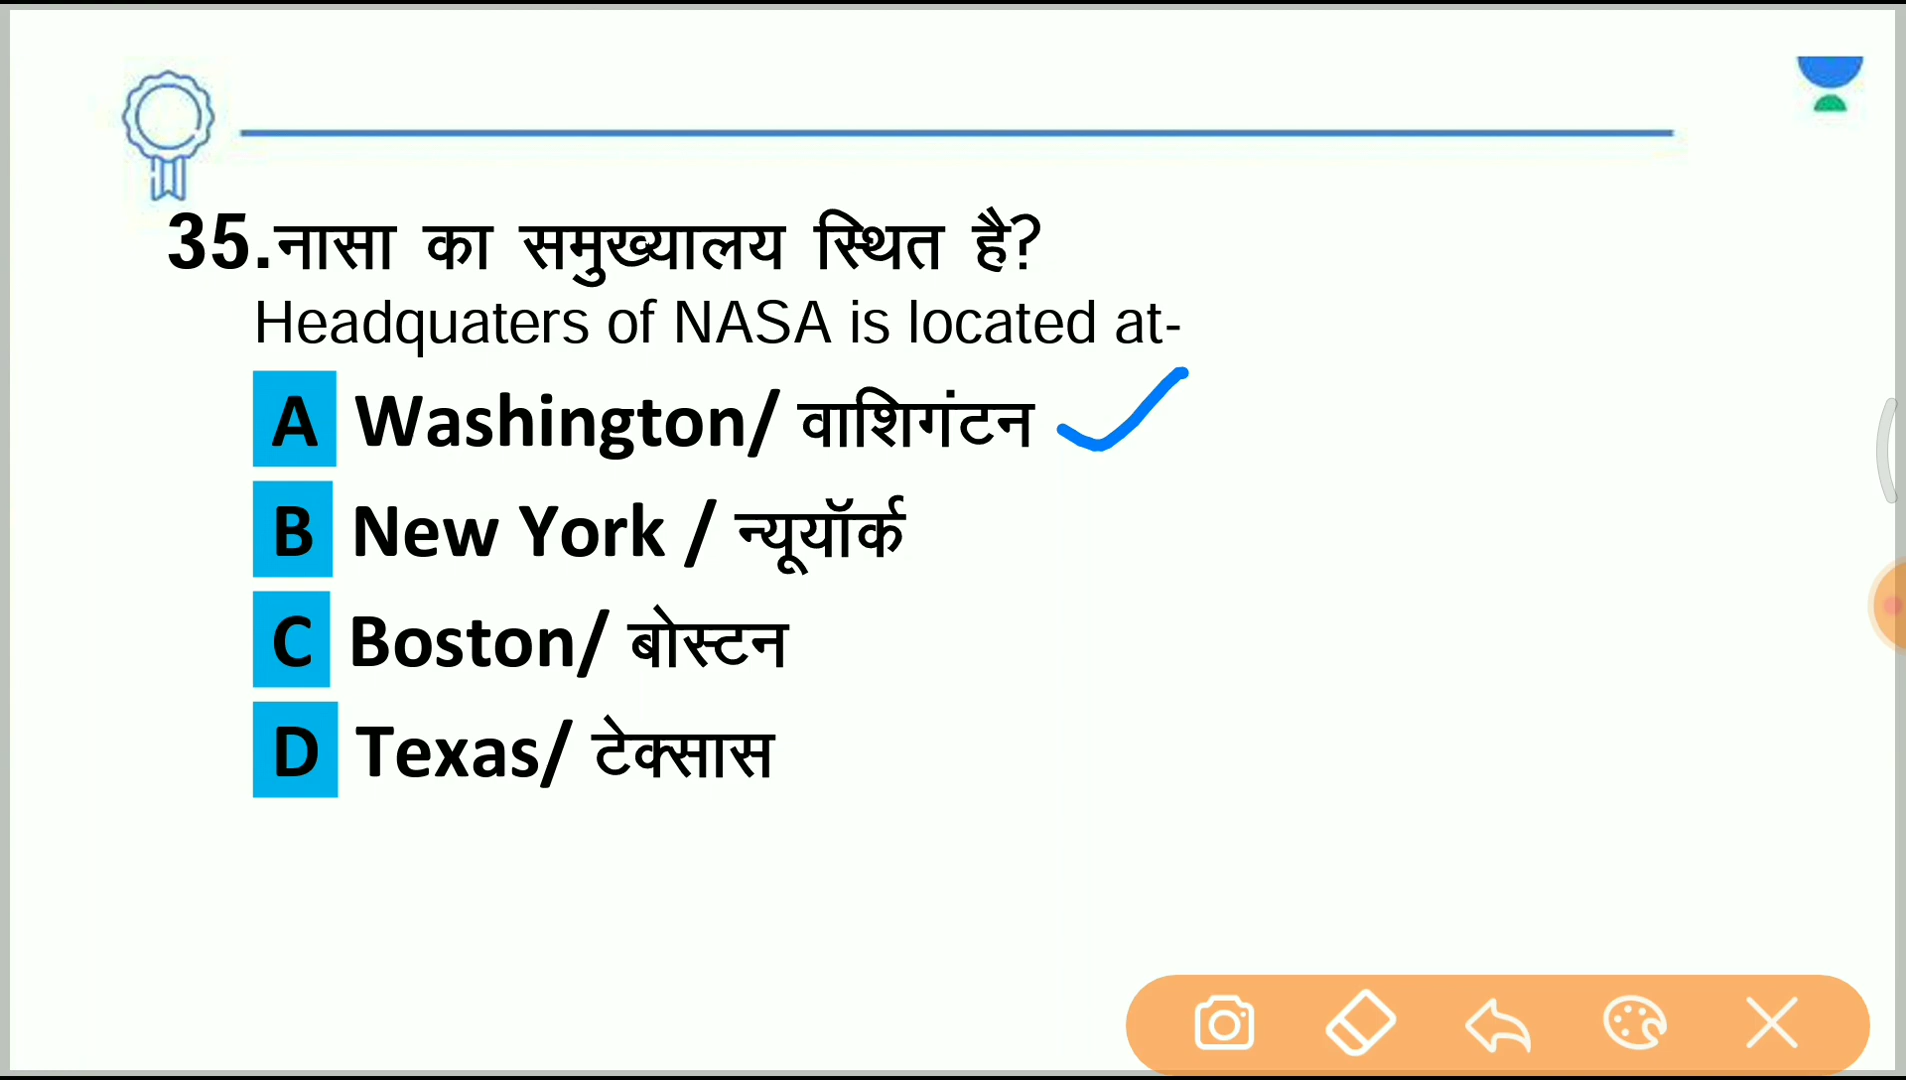 35.नासा का समुख्यालय स्थित है?
Headquaters of NASA is located at-
A Washington/ वाशिगंटन
B New York / न्यूयॉर्क
C Boston/ बोस्टन
D Texas/ टेक्सास